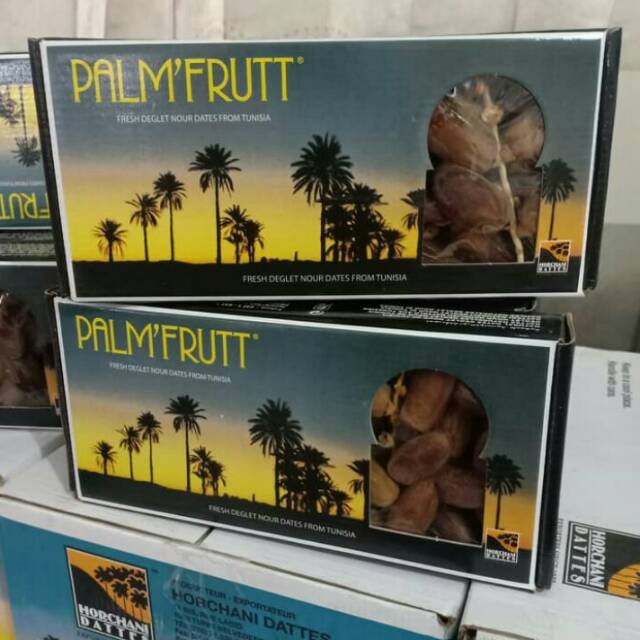 PALM'FRUTT®
FRESH DEGLET NOUR DATES FROM TUNISIA
FRESH DEGLET NOUR DATES FROM TUNISIA
HORCHANI
DATTES
PALM'FRUTT®
FRESH DEGLET NOUR DATES FROM TUNISIA
FRESH DEGLET NOUR DATES FROM TUNISIA
HORCHANI
DATTES
HORCHANI
DATTES
EXPORTATEUR
HORCHANI DATTES
HORCHANI
DATTES